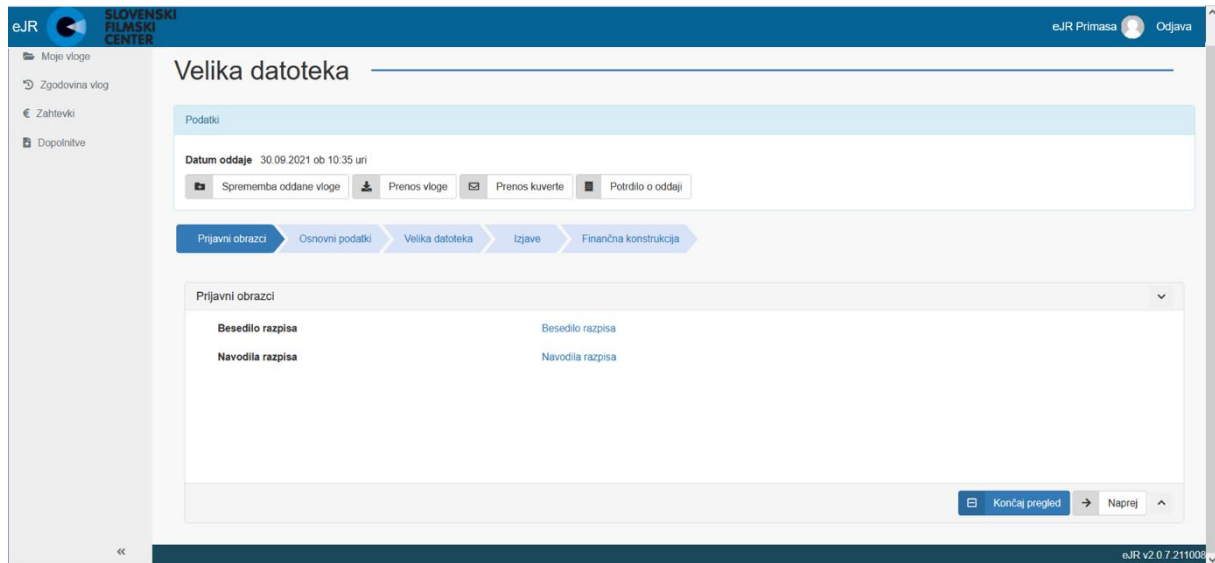 eJR
SLOVENSKI
FILMSKI
CENTER
eJR Primasa
Odjava
Moje vloge
Zgodovina vlog
Zahtevki
Dopolnitve
Velika datoteka
Podatki
Datum oddaje 30.09.2021 ob 10:35 uri
Sprememba oddane vloge Prenos vloge Prenos kuverte Potrdilo o oddaji
Prijavni obrazci Osnovni podatki Velika datoteka Izjave Finančna konstrukcija
Prijavni obrazci
Besedilo razpisa Besedilo razpisa
Navodila razpisa Navodila razpisa
Končaj pregled Naprej
eJR v2.0.7.211008